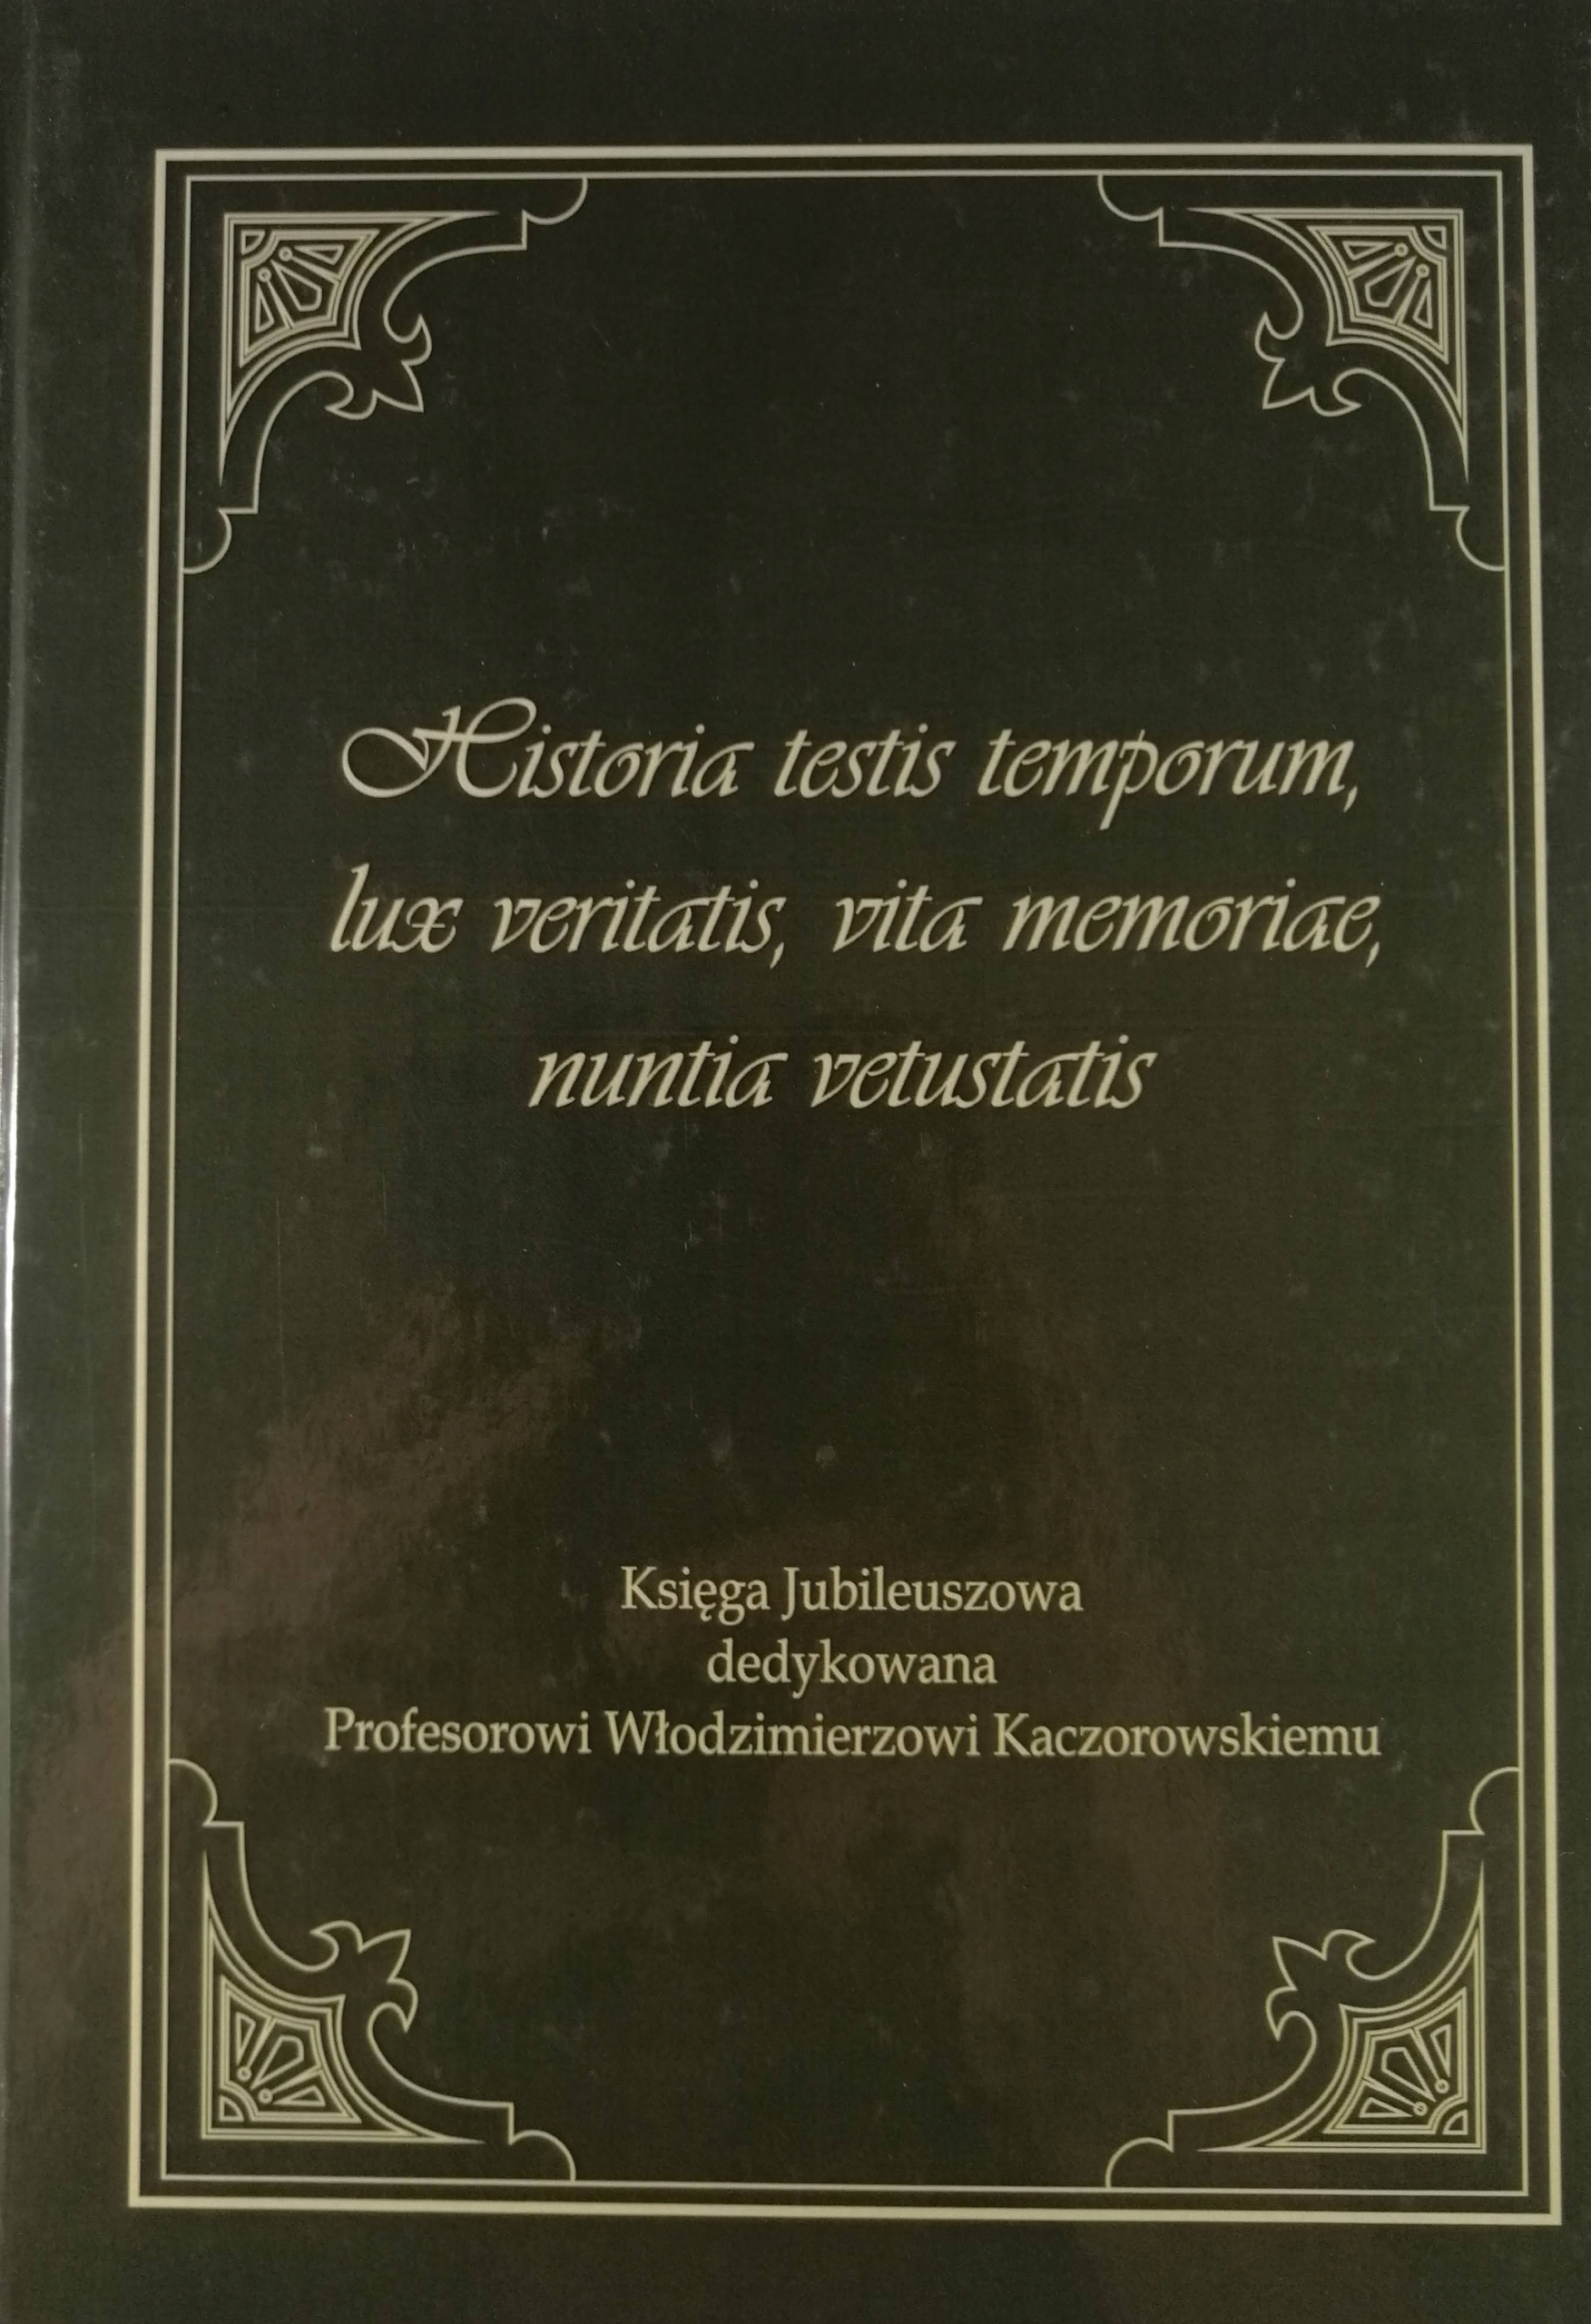 Historia testis temporum,
lux veritatis, vita memoriae,
nuntia vetustatis
Księga Jubileuszowa
dedykowana
Profesorowi Włodzimierzowi Kaczorowskiemu